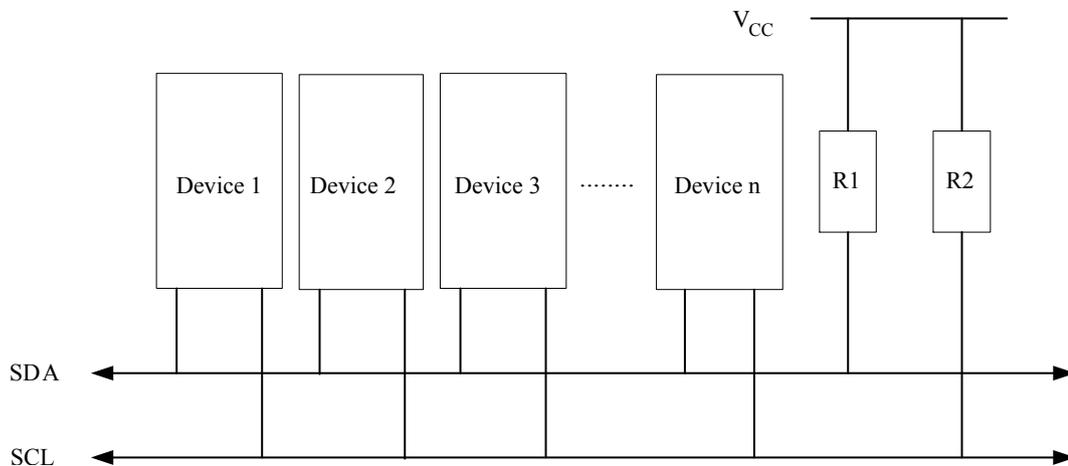 VCC
Device 1
Device 2
Device 3
........
Device n
R1
R2
SDA
SCL